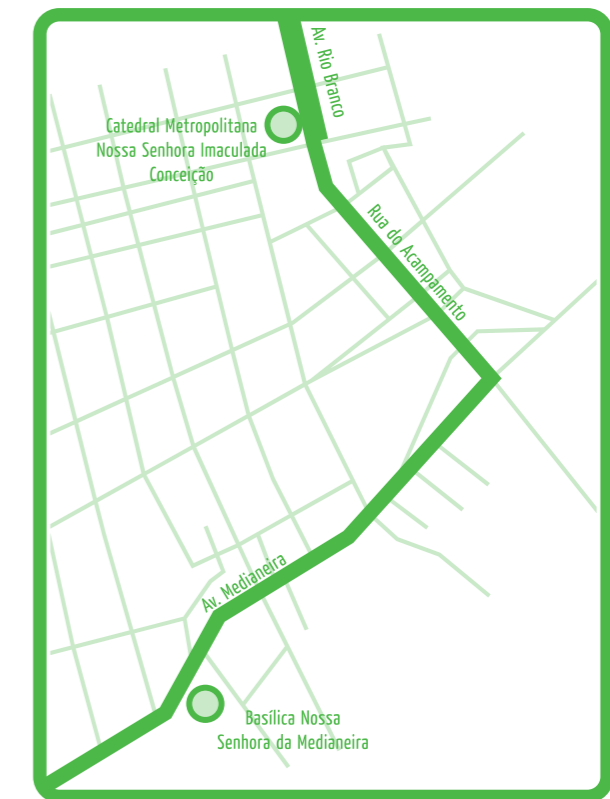 Av. Rio Branco
Catedral Metropolitana
Nossa Senhora Imaculada
Conceição
Rua do Acampamento
Av. Medianeira
Basílica Nossa
Senhora da Medianeira